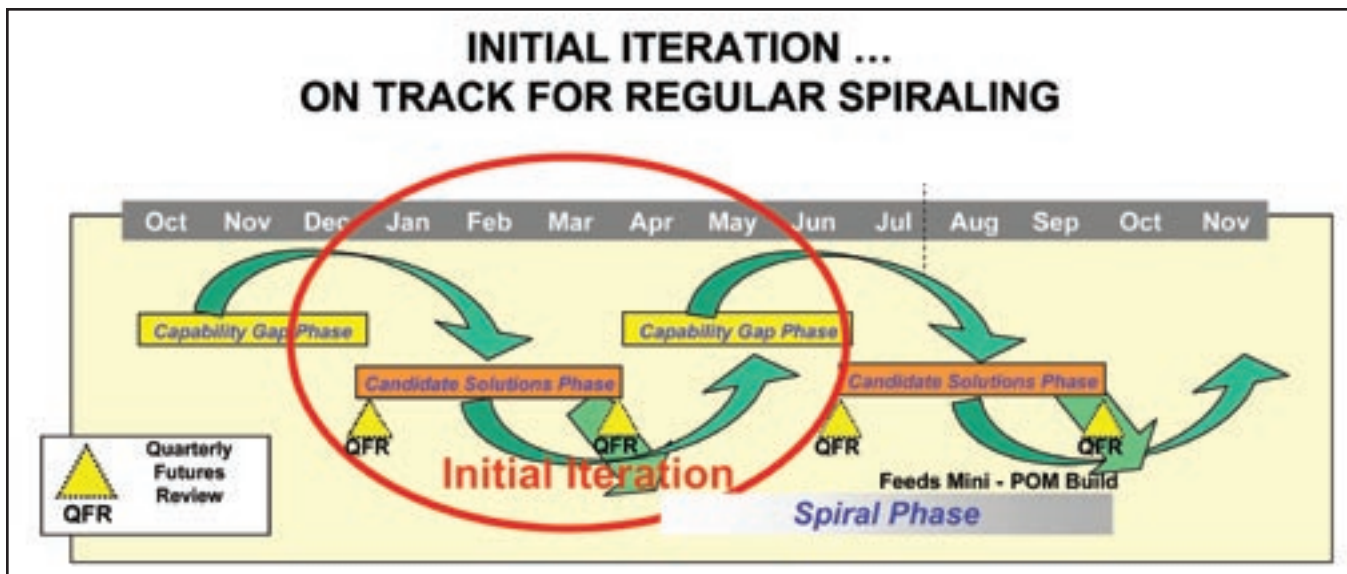 INITIAL ITERATION ...
ON TRACK FOR REGULAR SPIRALING
Oct Nov Dec Jan Feb Mar Apr May Jun Jul Aug Sep Oct Nov
Capability Gap Phase
Capability Gap Phase
Candidate Solutions Phase
Candidate Solutions Phase
QFR
QFR
QFR
QFR
Quarterly
Futures
Review
QFR
Initial Iteration
Feeds Mini - POM Build
Spiral Phase